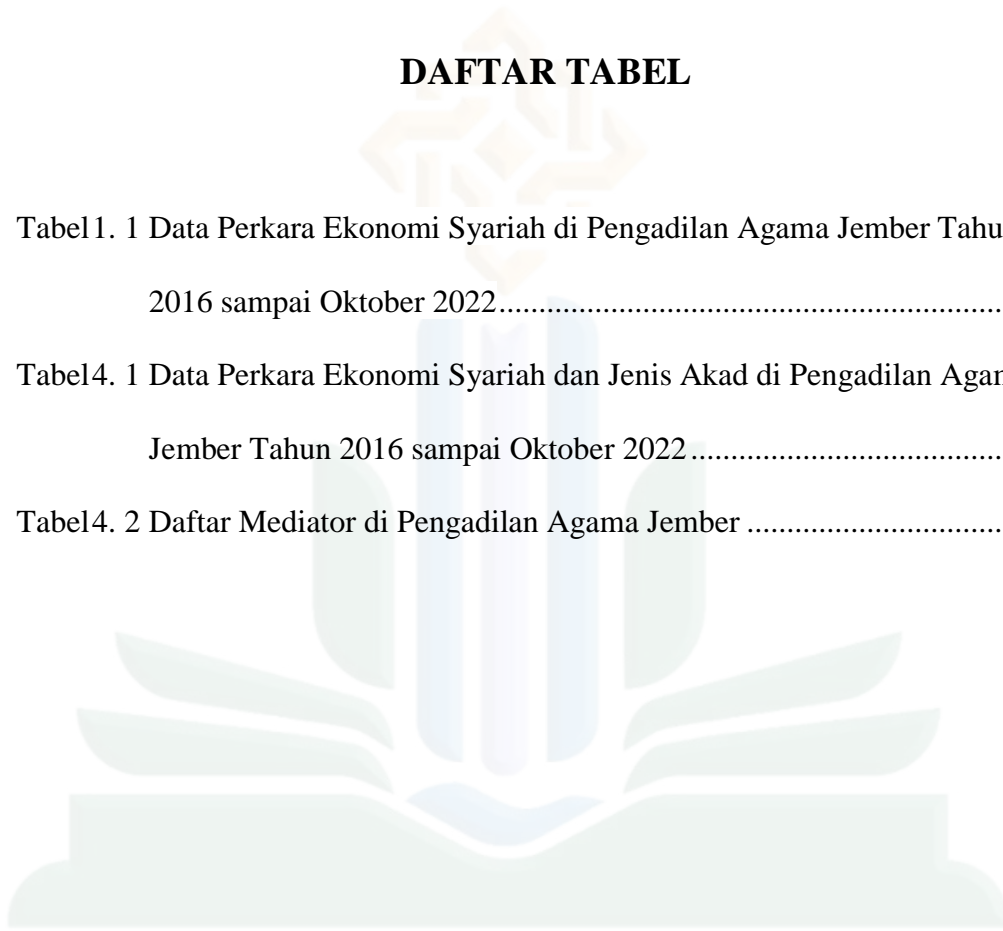 DAFTAR TABEL
Tabel1. 1 Data Perkara Ekonomi Syariah di Pengadilan Agama Jember Tahu
2016 sampai Oktober 2022...............................................................
Tabel4. 1 Data Perkara Ekonomi Syariah dan Jenis Akad di Pengadilan Agam
Jember Tahun 2016 sampai Oktober 2022.......................................
Tabel4. 2 Daftar Mediator di Pengadilan Agama Jember ................................